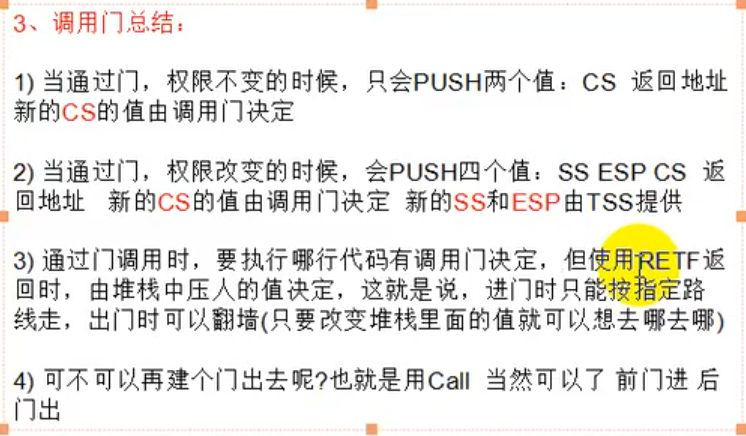 3、调用门总结：
1) 当通过门，权限不变的时候，只会PUSH两个值：CS 返回地址
新的CS的值由调用门决定
2) 当通过门，权限改变的时候，会PUSH四个值：SS ESP CS 返
回地址 新的CS的值由调用门决定 新的SS和ESP由TSS提供
3) 通过门调用时，要执行哪行代码有调用门决定，但使用RETF返
回时，由堆栈中压人的值决定，这就是说，进门时只能按指定路
线走，出门时可以翻墙(只要改变堆栈里面的值就可以想去哪去哪)
4) 可不可以再建个门出去呢?也就是用Call 当然可以了 前门进 后
门出